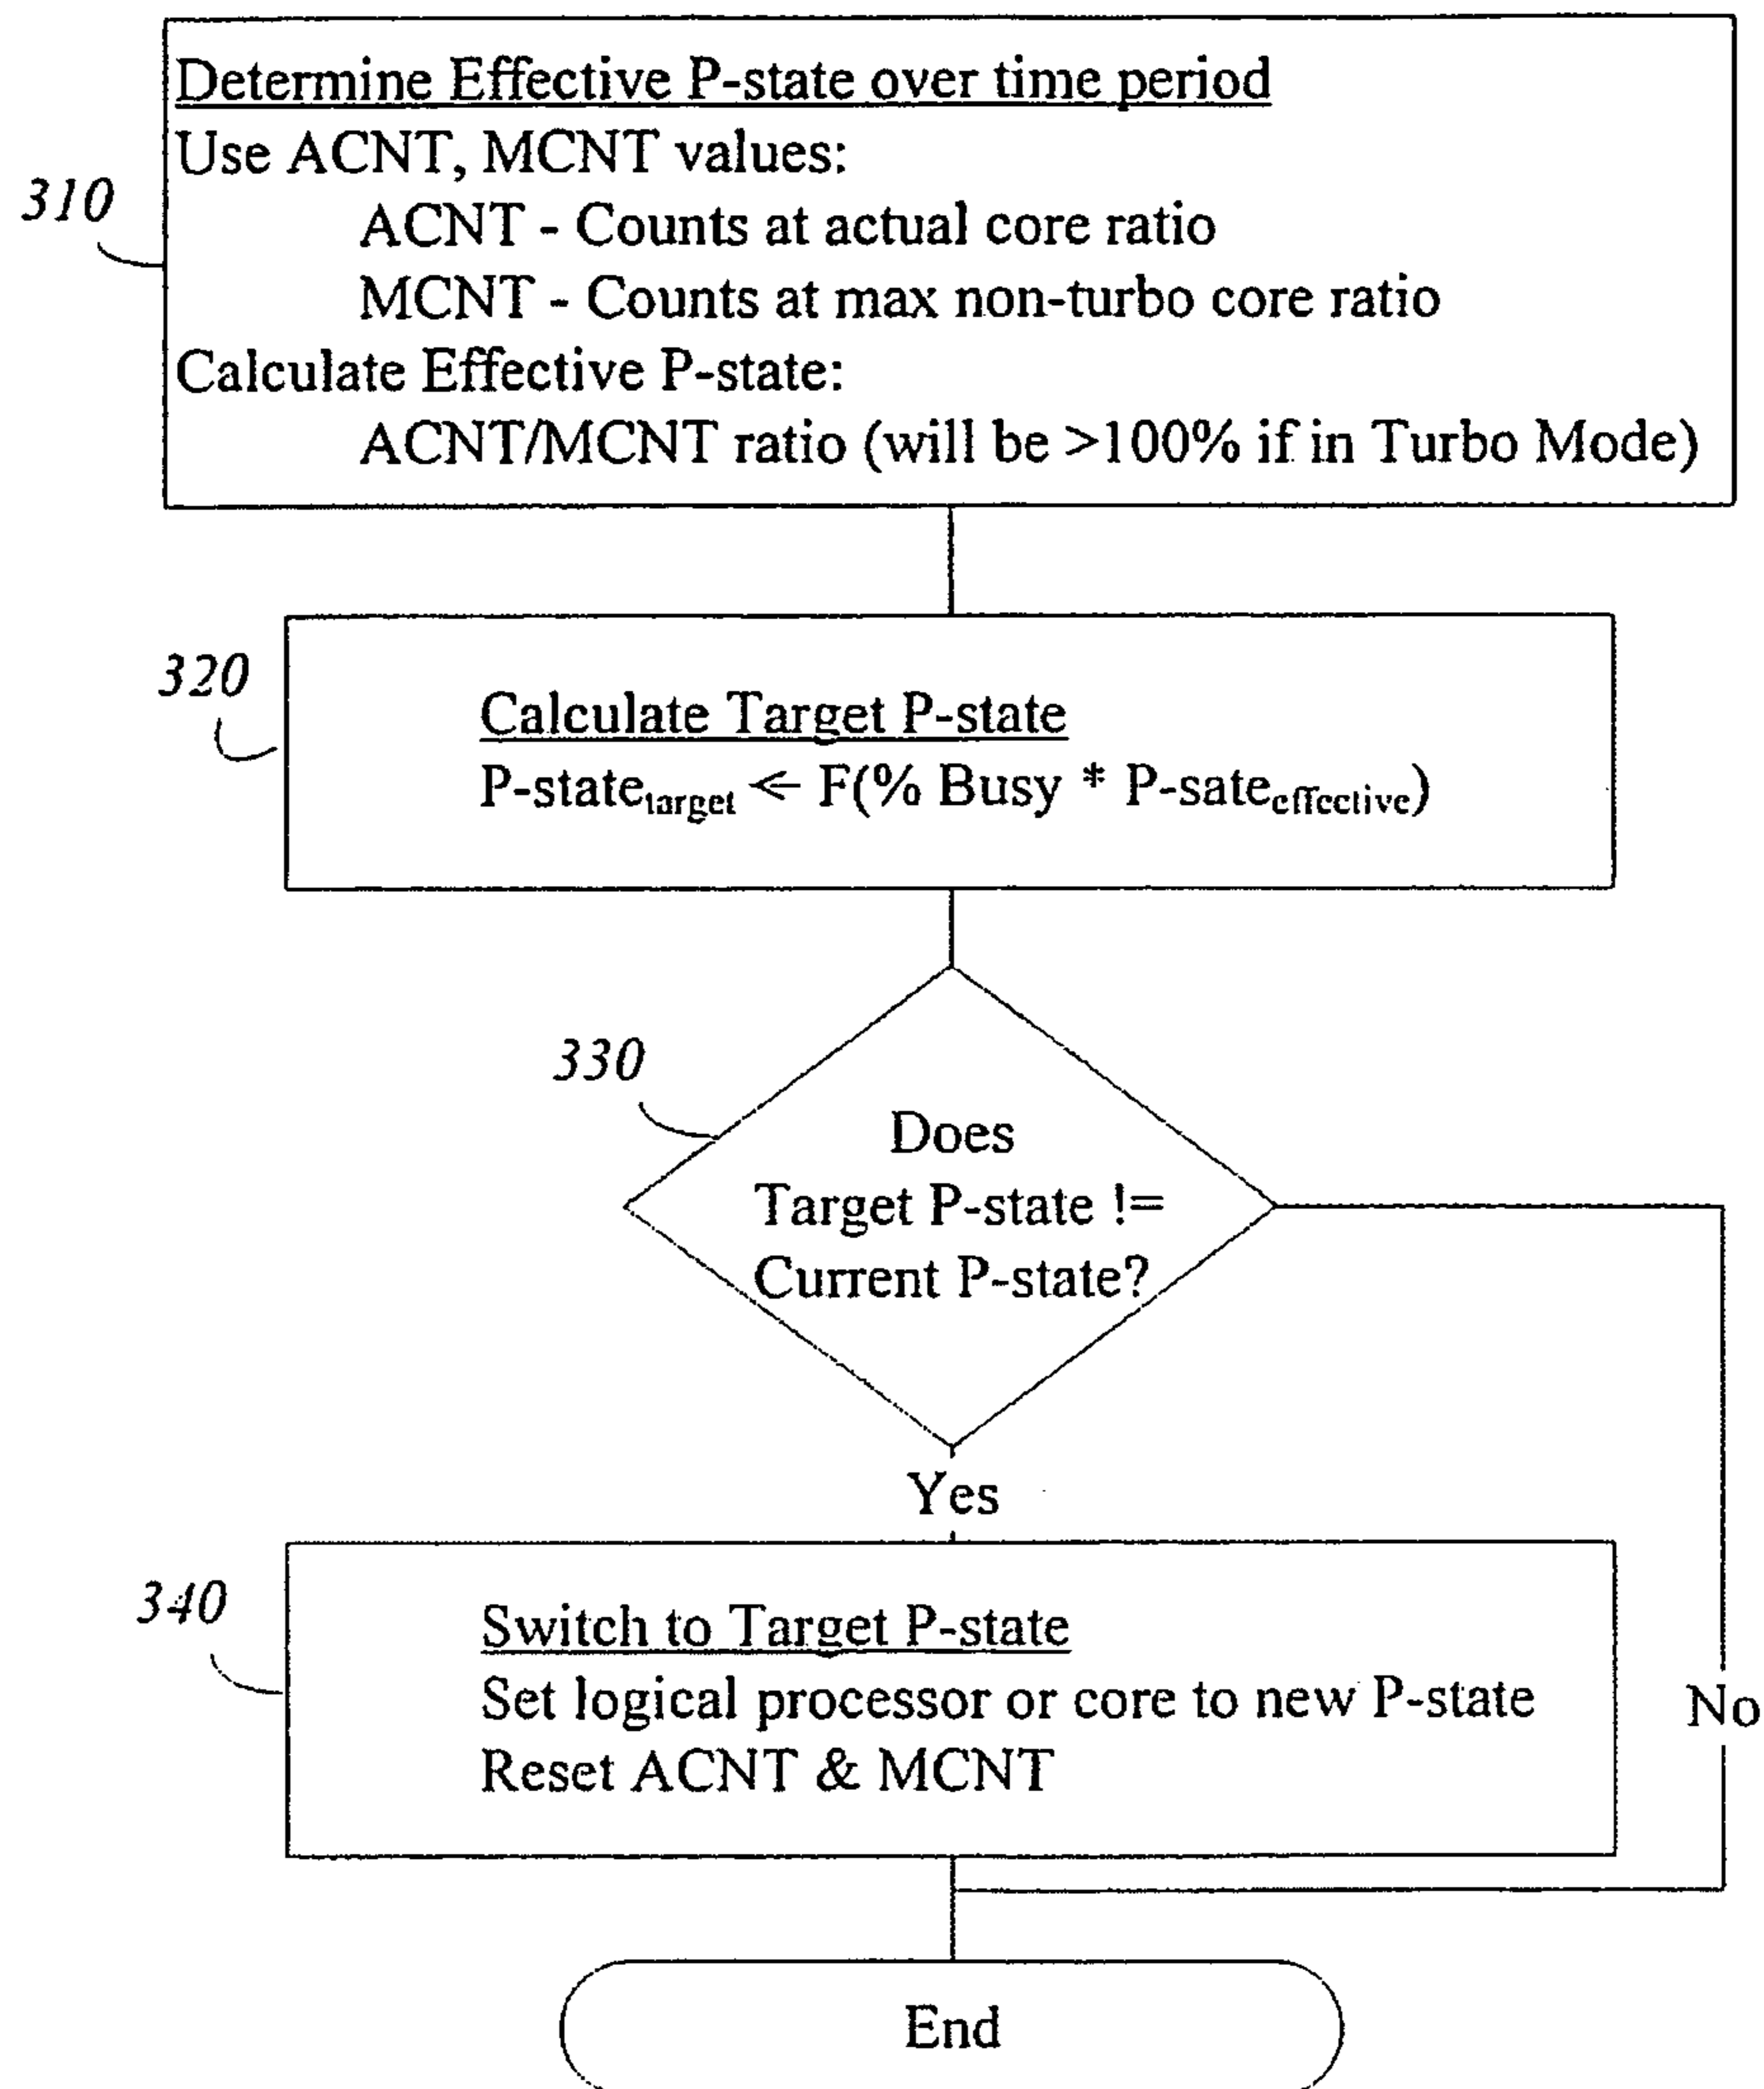 310
Determine Effective P-state over time period
Use ACNT, MCNT values:
ACNT - Counts at actual core ratio
MCNT - Counts at max non-turbo core ratio
Calculate Effective P-state:
ACNT/MCNT ratio (will be >100% if in Turbo Mode)
320
Calculate Target P-state
P-state_target <- F(% Busy * P-sate_effective)
330
Does
Target P-state !=
Current P-state?
Yes
No
340
Switch to Target P-state
Set logical processor or core to new P-state
Reset ACNT & MCNT
End